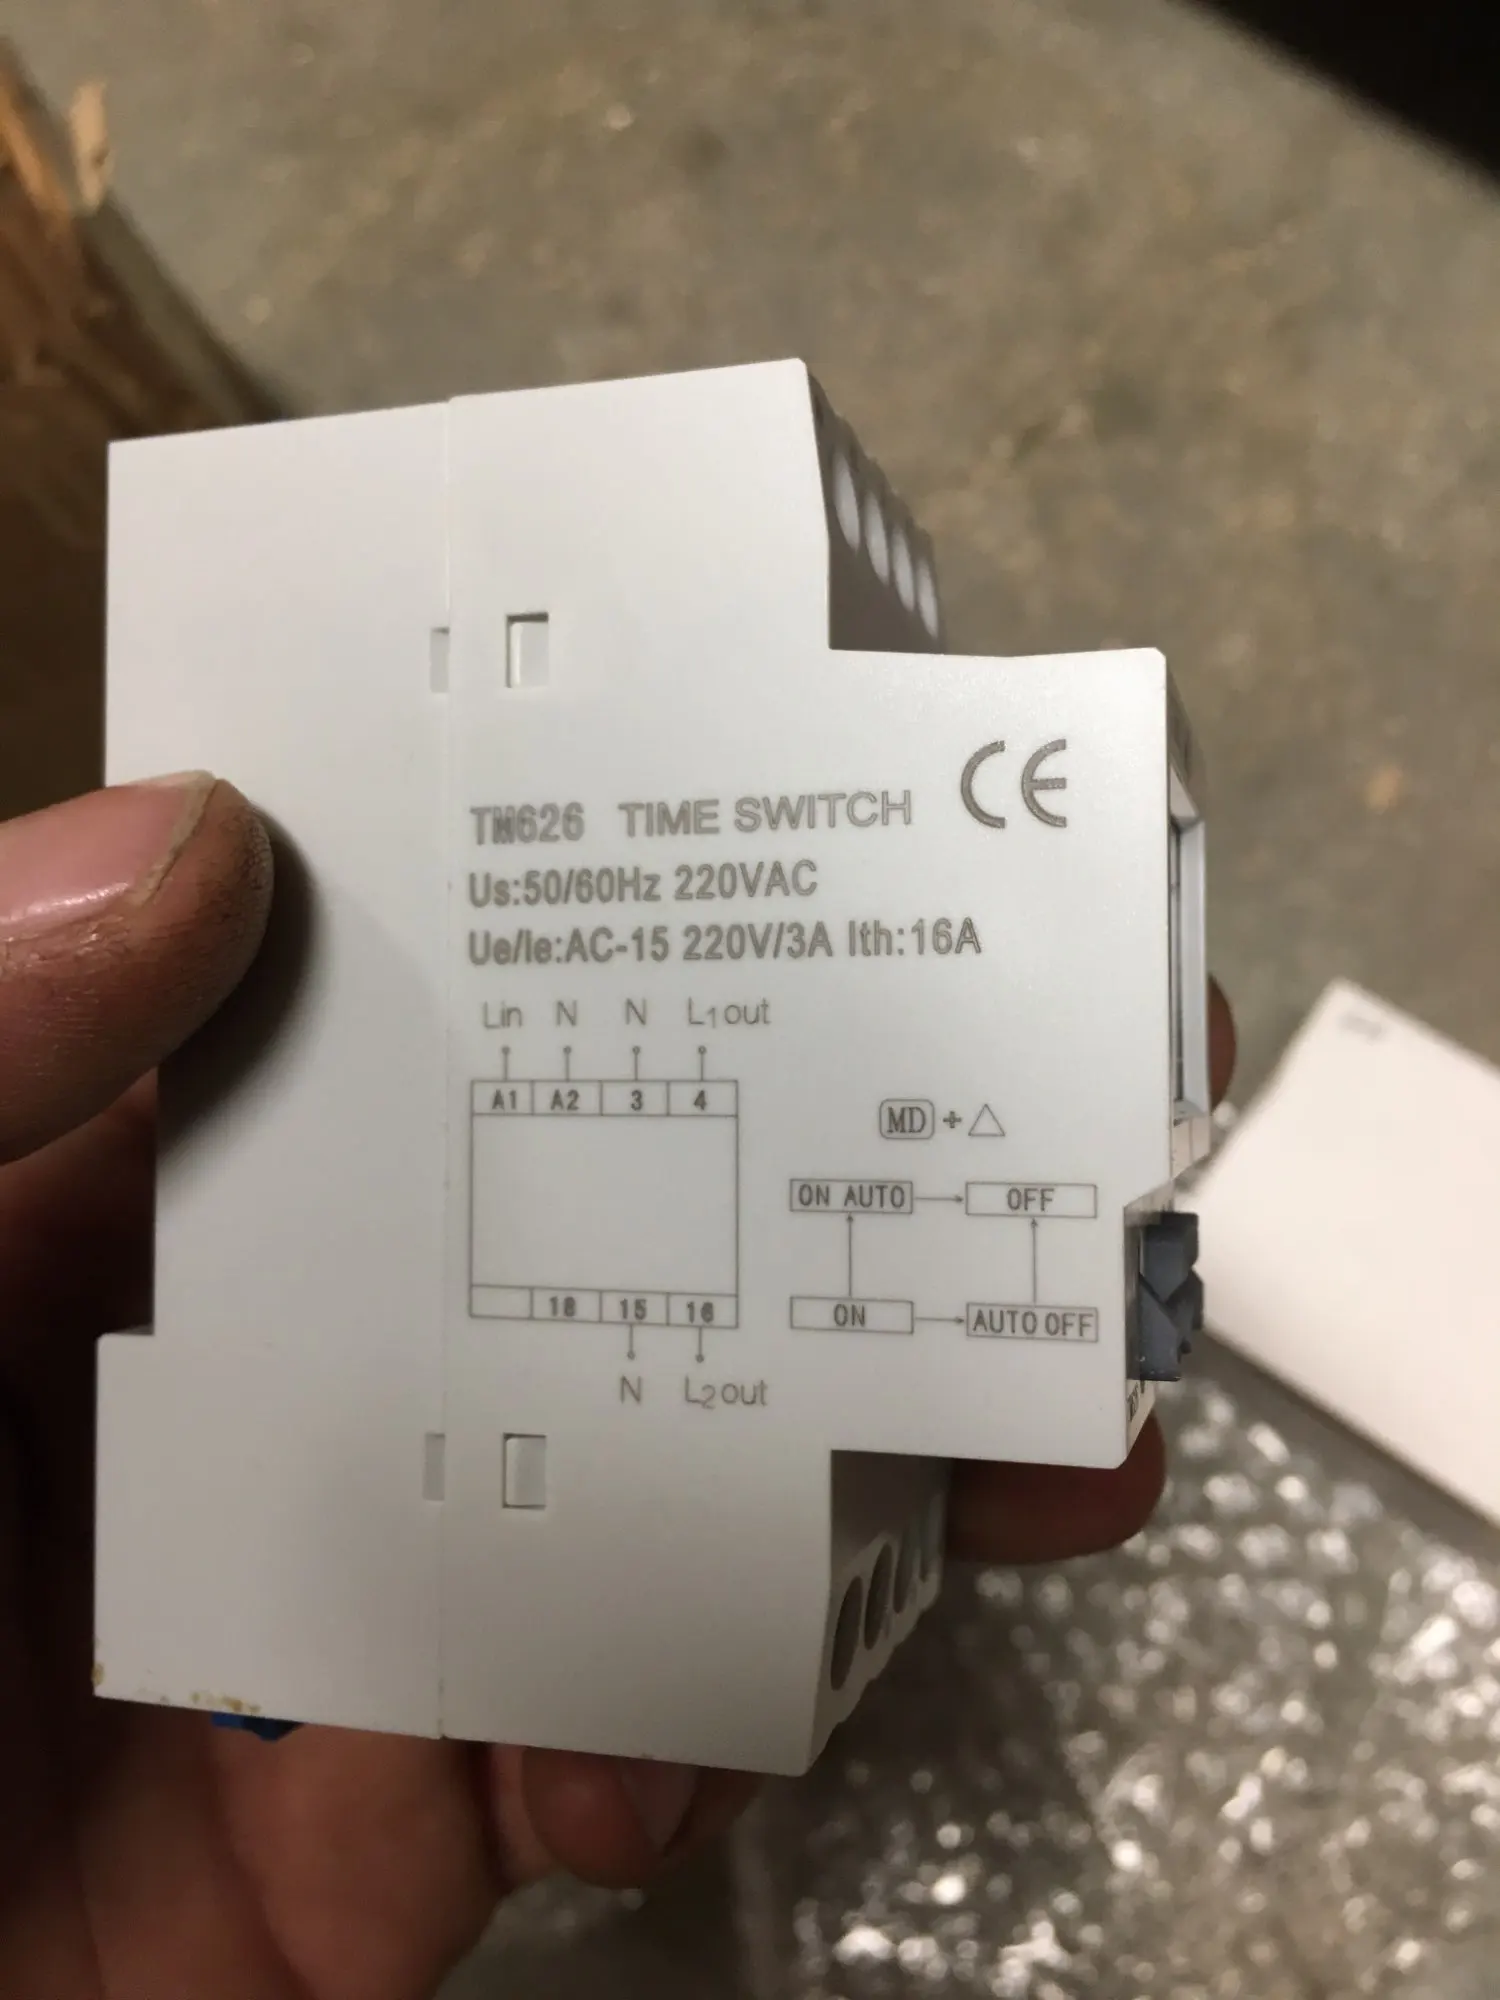 TM626 TIME SWITCH CE
Us:50/60Hz 220VAC
Ue/Ie:AC-15 220V/3A Ith:16A
Lin N N L1out
A1 A2 3 4
MD + △
ON AUTO OFF
18 15 16
ON AUTO OFF
N L2out